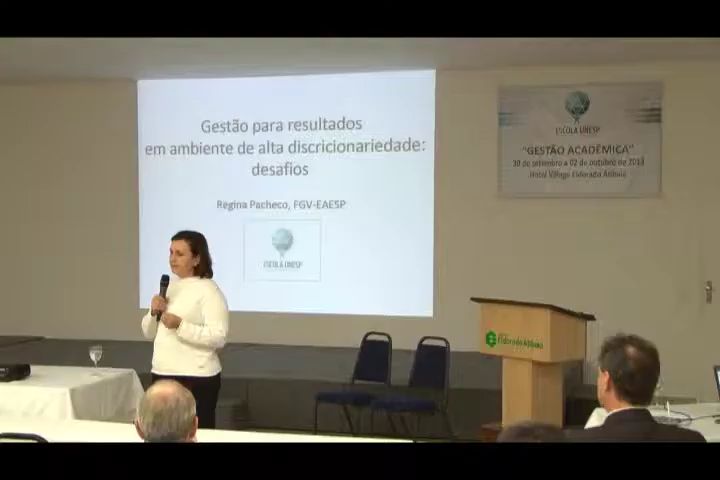 Gestão para resultados
em ambiente de alta discricionariedade:
desafios
Regina Pacheco, FGV-EAESP
ESCOLA UNESP
ESCOLA UNESP
"GESTÃO ACADÊMICA"
30 de setembro a 02 de outubro de 2013
Hotel Village Eldorado Atibaia
Eldorado Atibaia